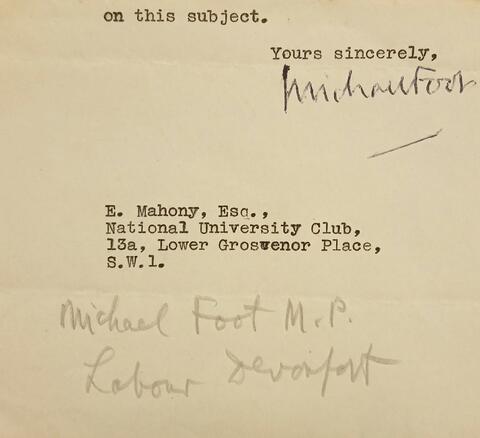 on this subject.
Yours sincerely,
Michael Foot
E. Mahony, Esq.,
National University Club,
13a, Lower Grosvenor Place,
S.W.1.
Michael Foot M.P.
Labour Devonport